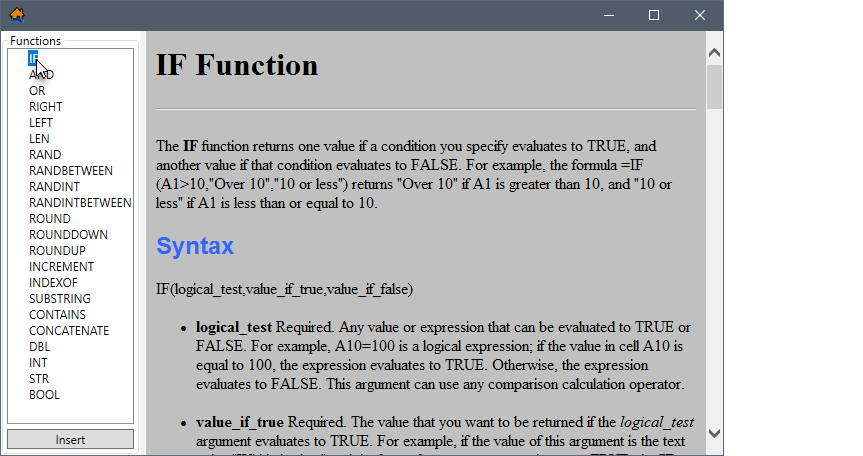 Functions
IF
AND
OR
RIGHT
LEFT
LEN
RAND
RANDBETWEEN
RANDINT
RANDINTBETWEEN
ROUND
ROUNDDOWN
ROUNDUP
INCREMENT
INDEXOF
SUBSTRING
CONTAINS
CONCATENATE
DBL
INT
STR
BOOL
Insert
IF Function
The IF function returns one value if a condition you specify evaluates to TRUE, and
another value if that condition evaluates to FALSE. For example, the formula =IF
(A1>10,"Over 10","10 or less") returns "Over 10" if A1 is greater than 10, and "10 or
less" if A1 is less than or equal to 10.
Syntax
IF(logical_test,value_if_true,value_if_false)
• logical_test Required. Any value or expression that can be evaluated to TRUE or
FALSE. For example, A10=100 is a logical expression; if the value in cell A10 is
equal to 100, the expression evaluates to TRUE. Otherwise, the expression
evaluates to FALSE. This argument can use any comparison calculation operator.
• value_if_true Required. The value that you want to be returned if the logical_test
argument evaluates to TRUE. For example, if the value of this argument is the text